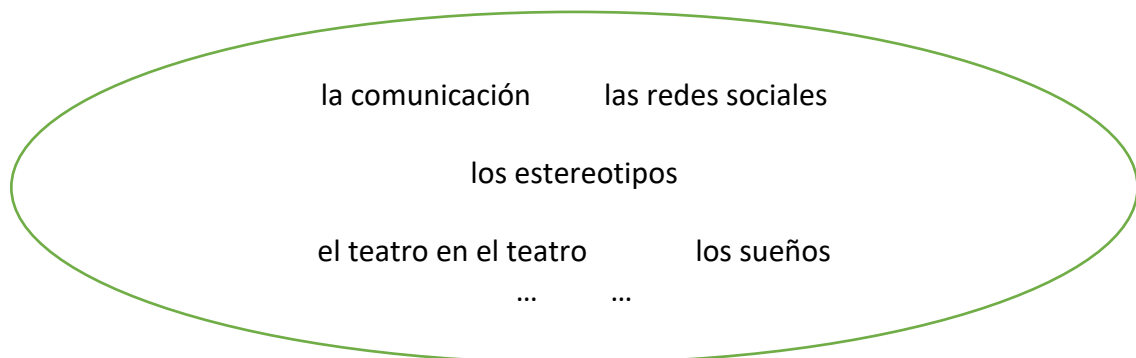 la comunicación las redes sociales
los estereotipos
el teatro en el teatro los sueños
... ...